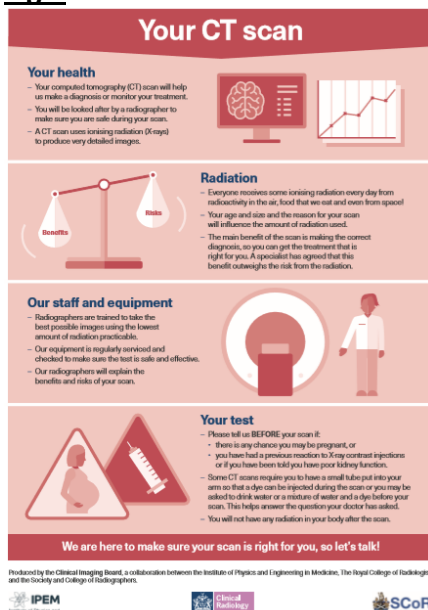 Your CT scan
Your health
– Your computed tomography (CT) scan will help
us make a diagnosis or monitor your treatment.
– You will be looked after by a radiographer to
make sure you are safe during your scan.
– A CT scan uses ionising radiation (X-rays)
to produce very detailed images.
Benefits
Risks
Radiation
– Everyone receives some ionising radiation every day from
radioactivity in the air, food that we eat and even from space!
– Your age and size and the reason for your scan
will influence the amount of radiation used.
– The main benefit of the scan is making the correct
diagnosis, so you can get the treatment that is
right for you. A specialist has agreed that this
benefit outweighs the risk from the radiation.
Our staff and equipment
– Radiographers are trained to take the
best possible images using the lowest
amount of radiation practicable.
– Our equipment is regularly serviced and
checked to make sure the test is safe and effective.
– Our radiographers will explain the
benefits and risks of your scan.
Your test
– Please tell us BEFORE your scan if:
• there is any chance you may be pregnant, or
• you have had a previous reaction to X-ray contrast injections
or if you have been told you have poor kidney function.
– Some CT scans require you to have a small tube put into your
arm so that a dye can be injected during the scan or you may be
asked to drink water or a mixture of water and a dye before your
scan. This helps answer the question your doctor has asked.
– You will not have any radiation in your body after the scan.
We are here to make sure your scan is right for you, so let's talk!
Produced by the Clinical Imaging Board, a collaboration between the Institute of Physics and Engineering in Medicine, The Royal College of Radiologis
and the Society and College of Radiographers.
IPEM
Clinical
Radiology
SCoR